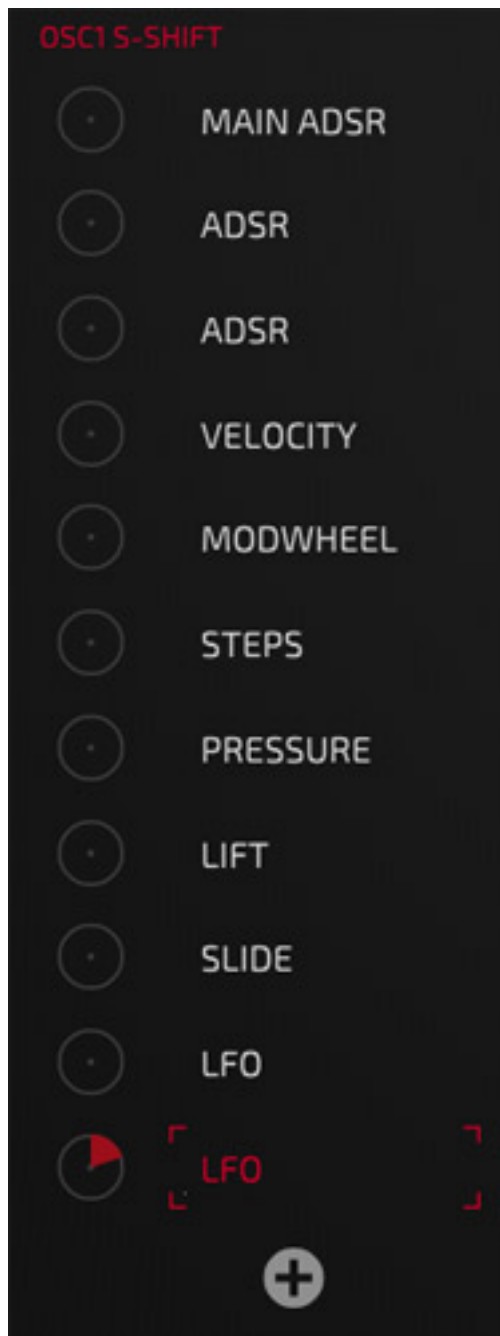 OSC1 S-SHIFT
MAIN ADSR
ADSR
ADSR
VELOCITY
MODWHEEL
STEPS
PRESSURE
LIFT
SLIDE
LFO
LFO